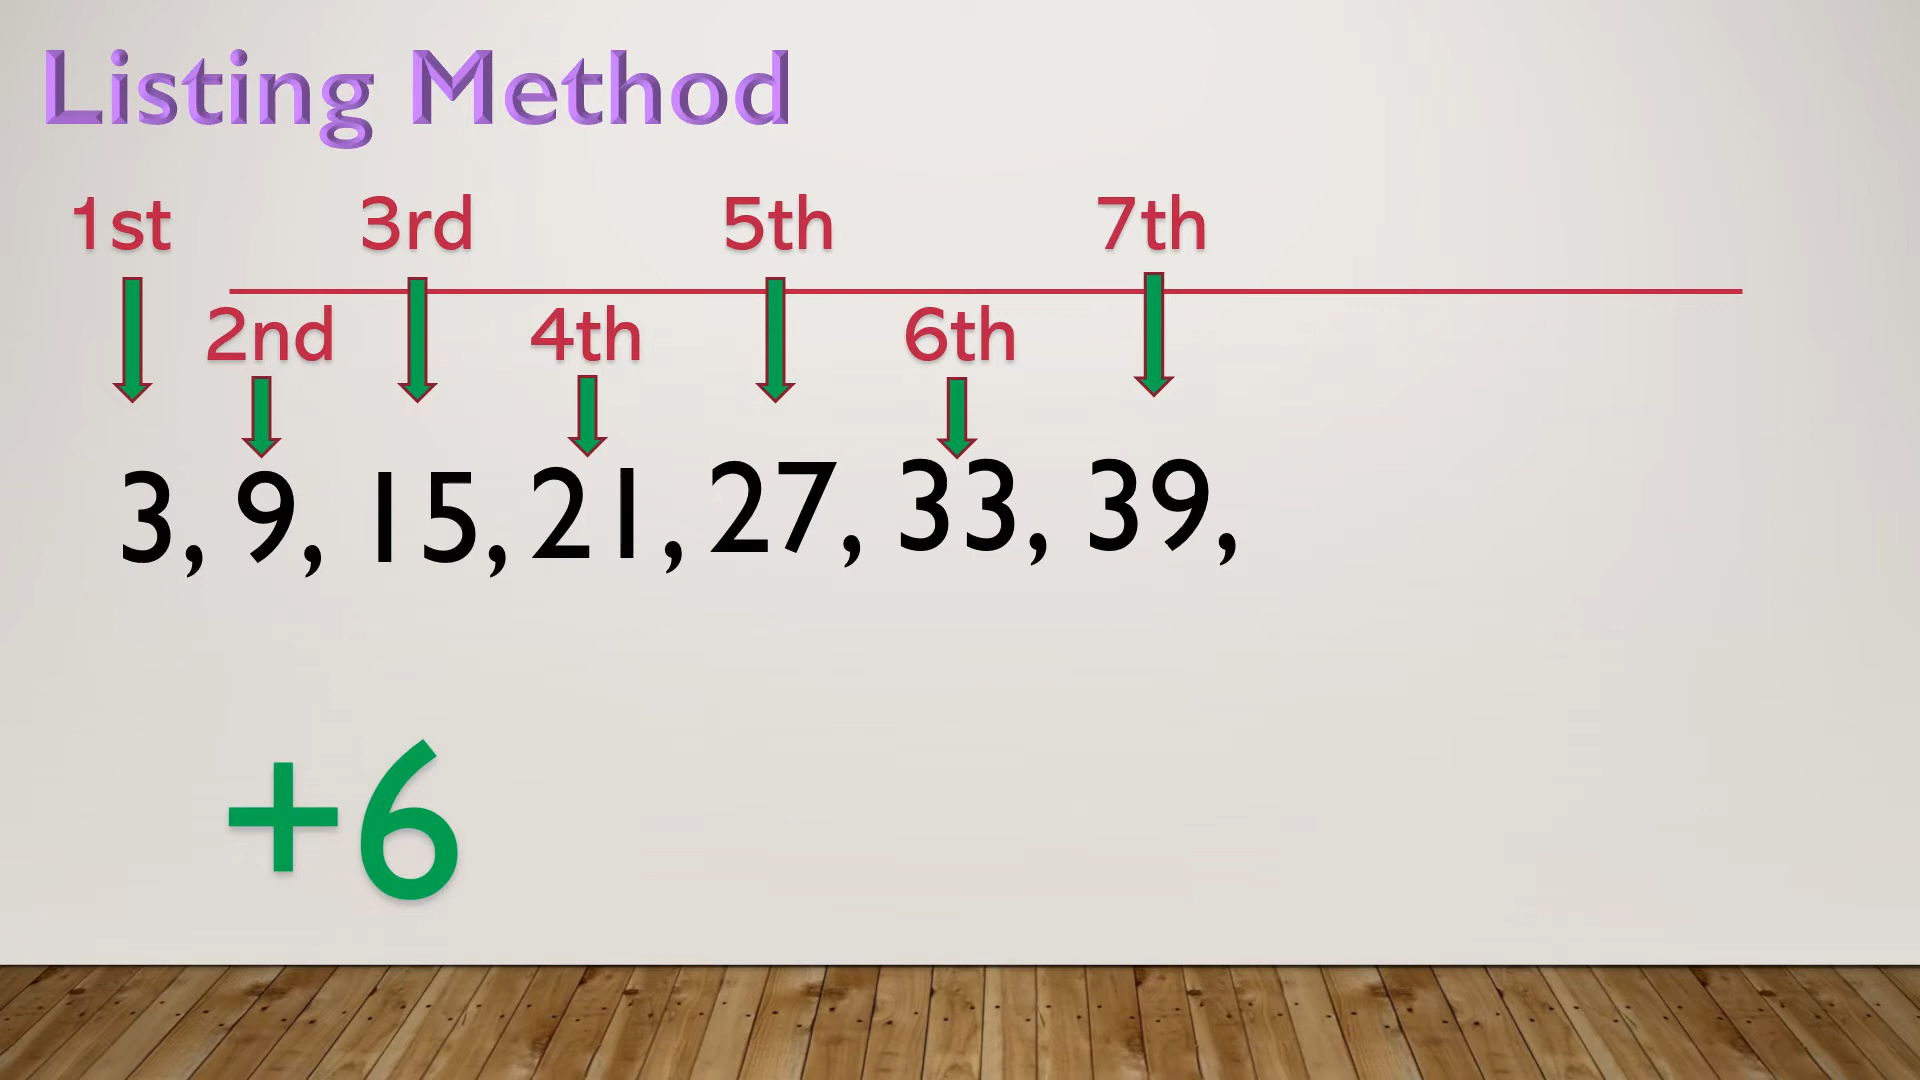 Listing Method
1st 3rd 5th 7th
2nd 4th 6th
3, 9, 15, 21, 27, 33, 39,
+6